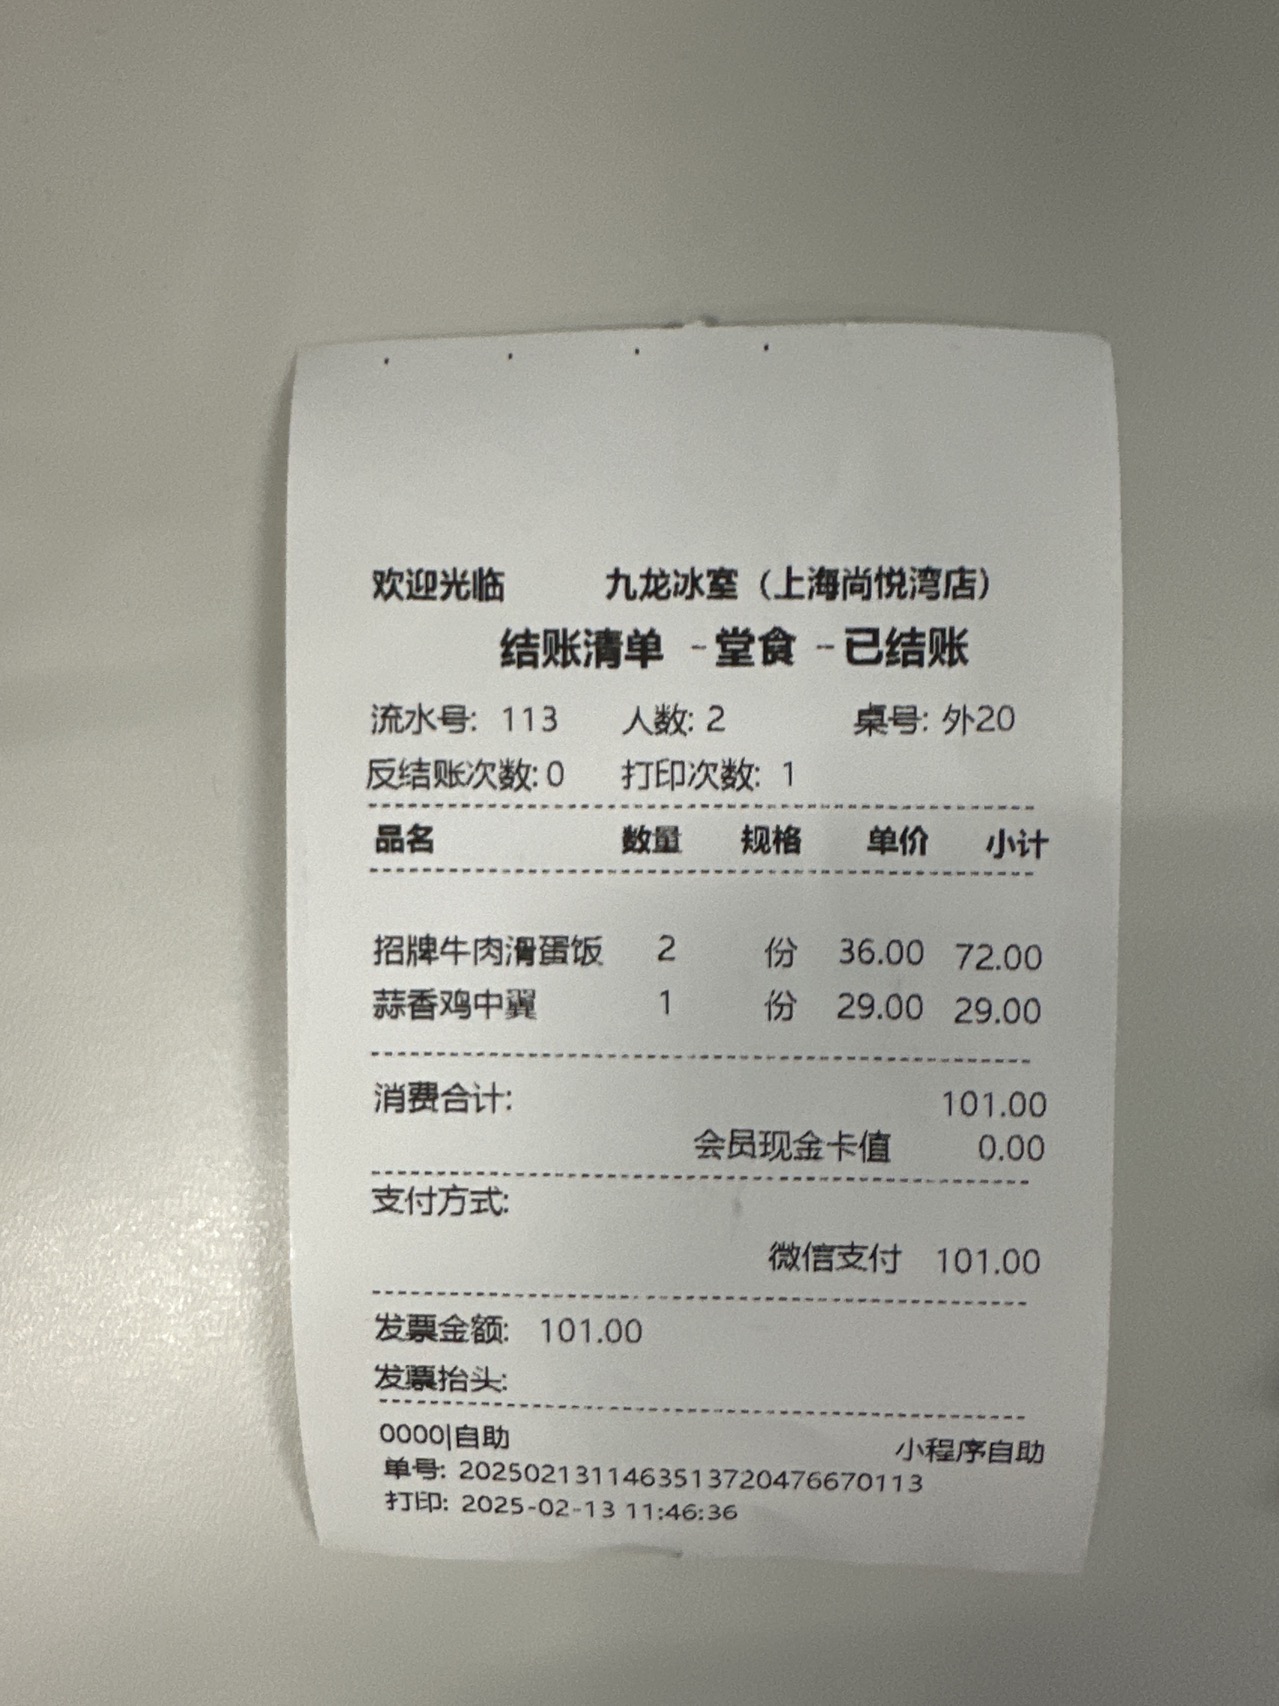 欢迎光临 九龙冰室（上海尚悦湾店）
结账清单 - 堂食 - 已结账
流水号: 113 人数: 2 桌号: 外20
反结账次数: 0 打印次数: 1
品名 数量 规格 单价 小计
招牌牛肉滑蛋饭 2 份 36.00 72.00
蒜香鸡中翼 1 份 29.00 29.00
消费合计: 101.00
会员现金卡值 0.00
支付方式:
微信支付 101.00
发票金额: 101.00
发票抬头:
0000|自助 小程序自助
单号: 20250213114635137204766​70113
打印: 2025-02-13 11:46:36